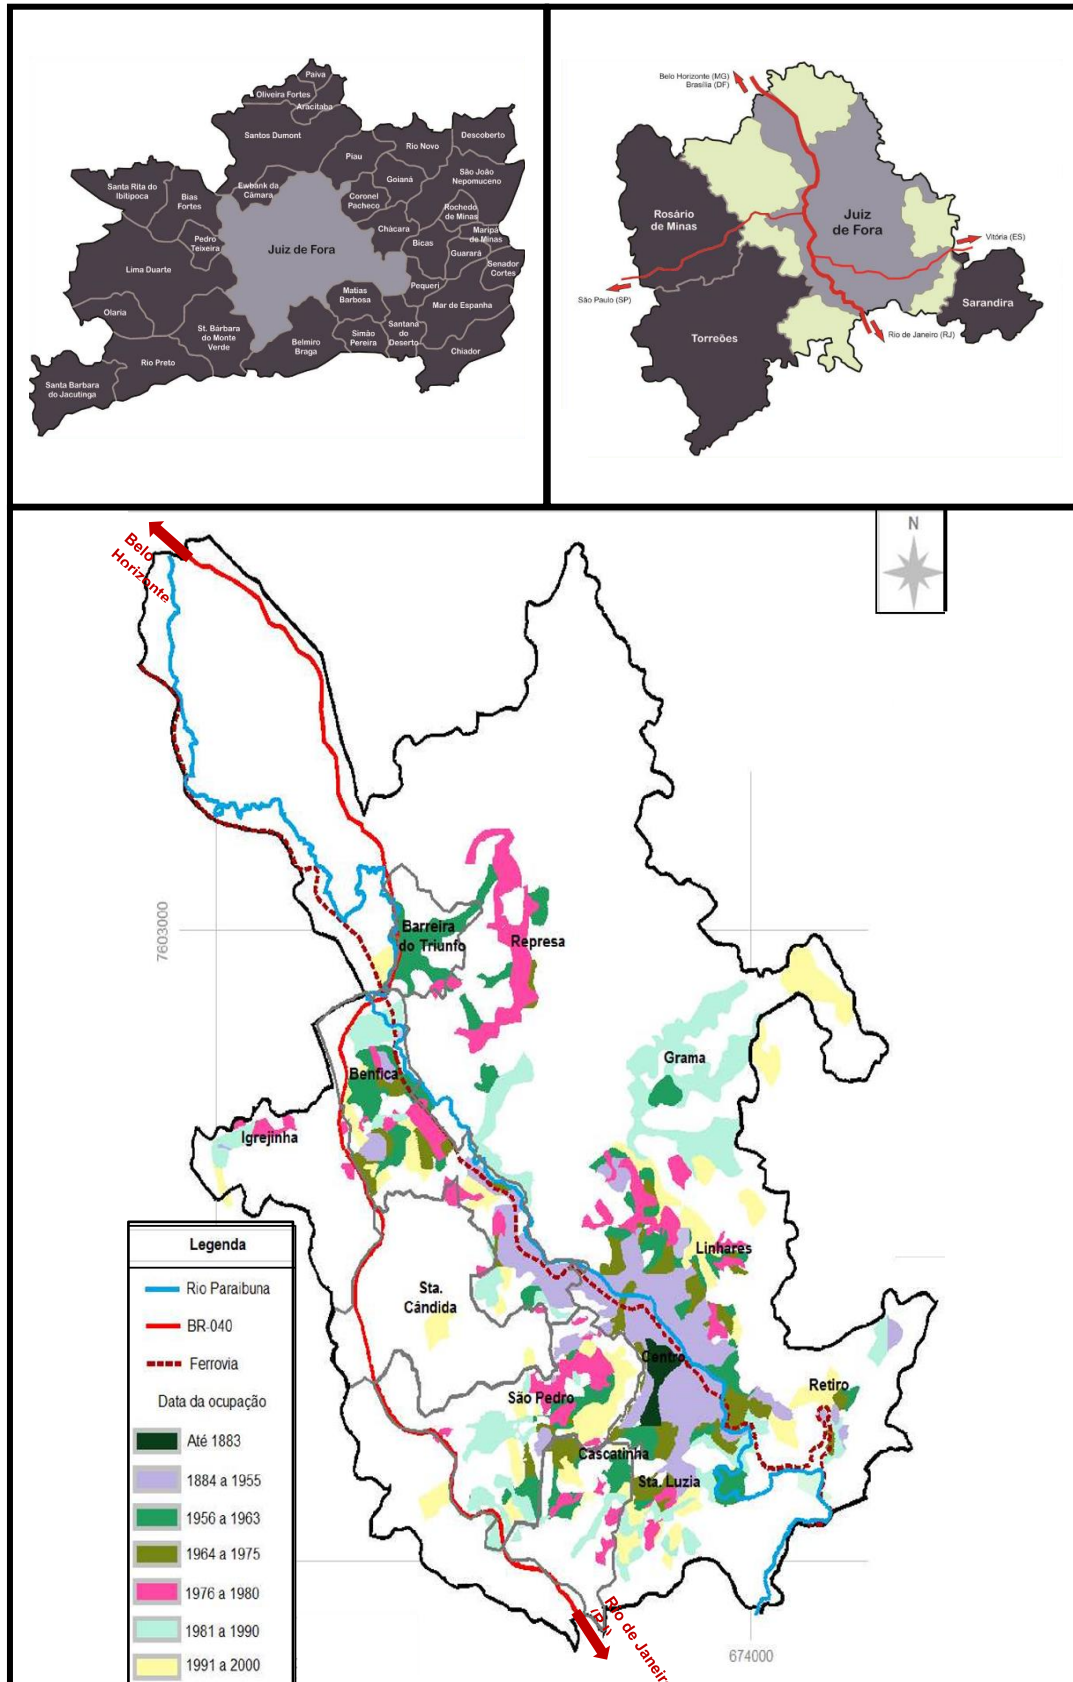 Paiva
Oliveira Fortes
Aracitaba
Santos Dumont
Descoberto
Rio Novo
Piau
São João
Nepomuceno
Goianá
Santa Rita do
Ibitipoca
Ewbank da
Câmara
Bias
Fortes
Coronel
Pacheco
Rochedo
de Minas
Chácara
Maripá
de Minas
Bicas
Pedro
Teixeira
Juiz de Fora
Guarará
Senador
Cortes
Lima Duarte
Pequeri
Matias
Barbosa
Mar de Espanha
Olaria
St. Bárbara
do Monte
Verde
Simão
Pereira
Santana
do
Deserto
Belmiro
Braga
Chiador
Rio Preto
Santa Barbara
do Jacutinga
Belo Horizonte (MG)
Brasília (DF)
Rosário
de Minas
Juiz
de Fora
Vitória (ES)
São Paulo (SP)
Sarandira
Rio de Janeiro (RJ)
Torreões
N
Belo
Horizonte
7603000
Barreira
do Triunfo
Represa
Grama
Benfica
Igrejinha
Linhares
Sta.
Cândida
Centro
Retiro
São Pedro
Cascatinha
Sta. Luzia
Legenda
Rio Paraibuna
BR-040
Ferrovia
Data da ocupação
Até 1883
1884 a 1955
1956 a 1963
1964 a 1975
1976 a 1980
1981 a 1990
1991 a 2000
Rio de Janeir
(RJ)
674000